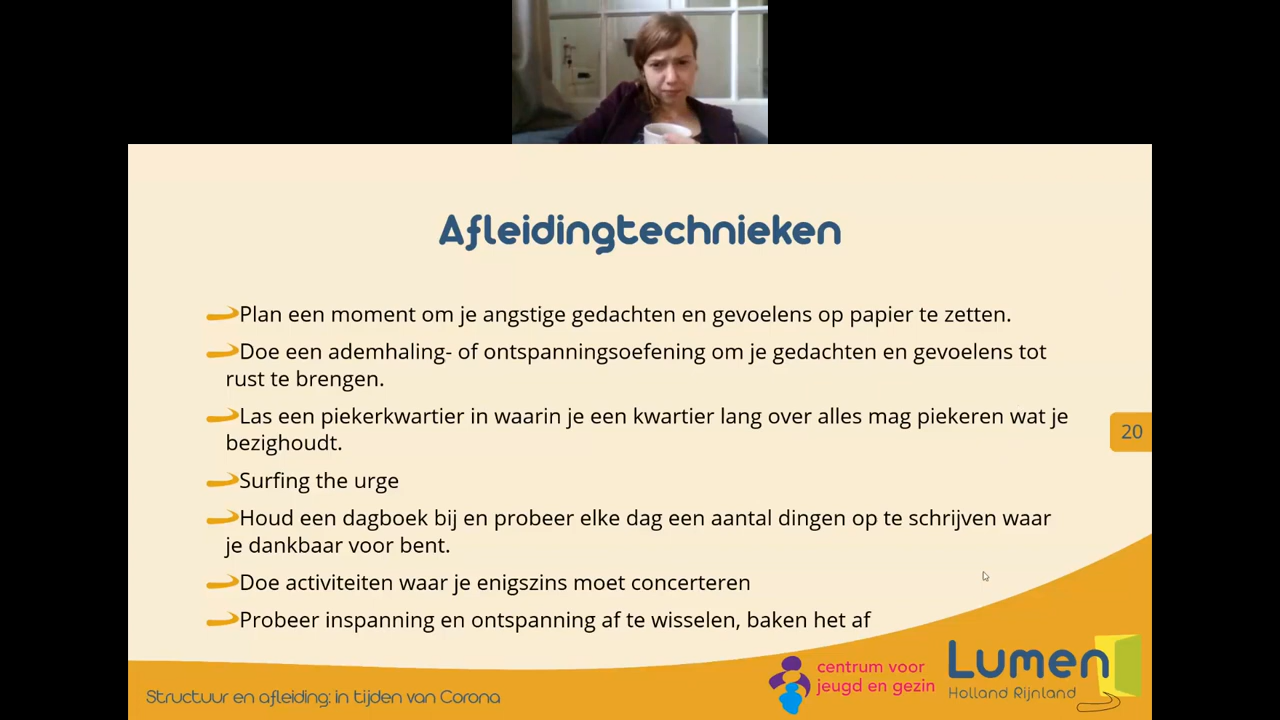 Afleidingtechnieken
Plan een moment om je angstige gedachten en gevoelens op papier te zetten.
Doe een ademhaling- of ontspanningsoefening om je gedachten en gevoelens tot
rust te brengen.
Las een piekerkwartier in waarin je een kwartier lang over alles mag piekeren wat je
bezighoudt.
Surfing the urge
Houd een dagboek bij en probeer elke dag een aantal dingen op te schrijven waar
je dankbaar voor bent.
Doe activiteiten waar je enigszins moet concerteren
Probeer inspanning en ontspanning af te wisselen, baken het af
20
Structuur en afleiding: in tijden van Corona
centrum voor
jeugd en gezin
Lumen
Holland Rijnland